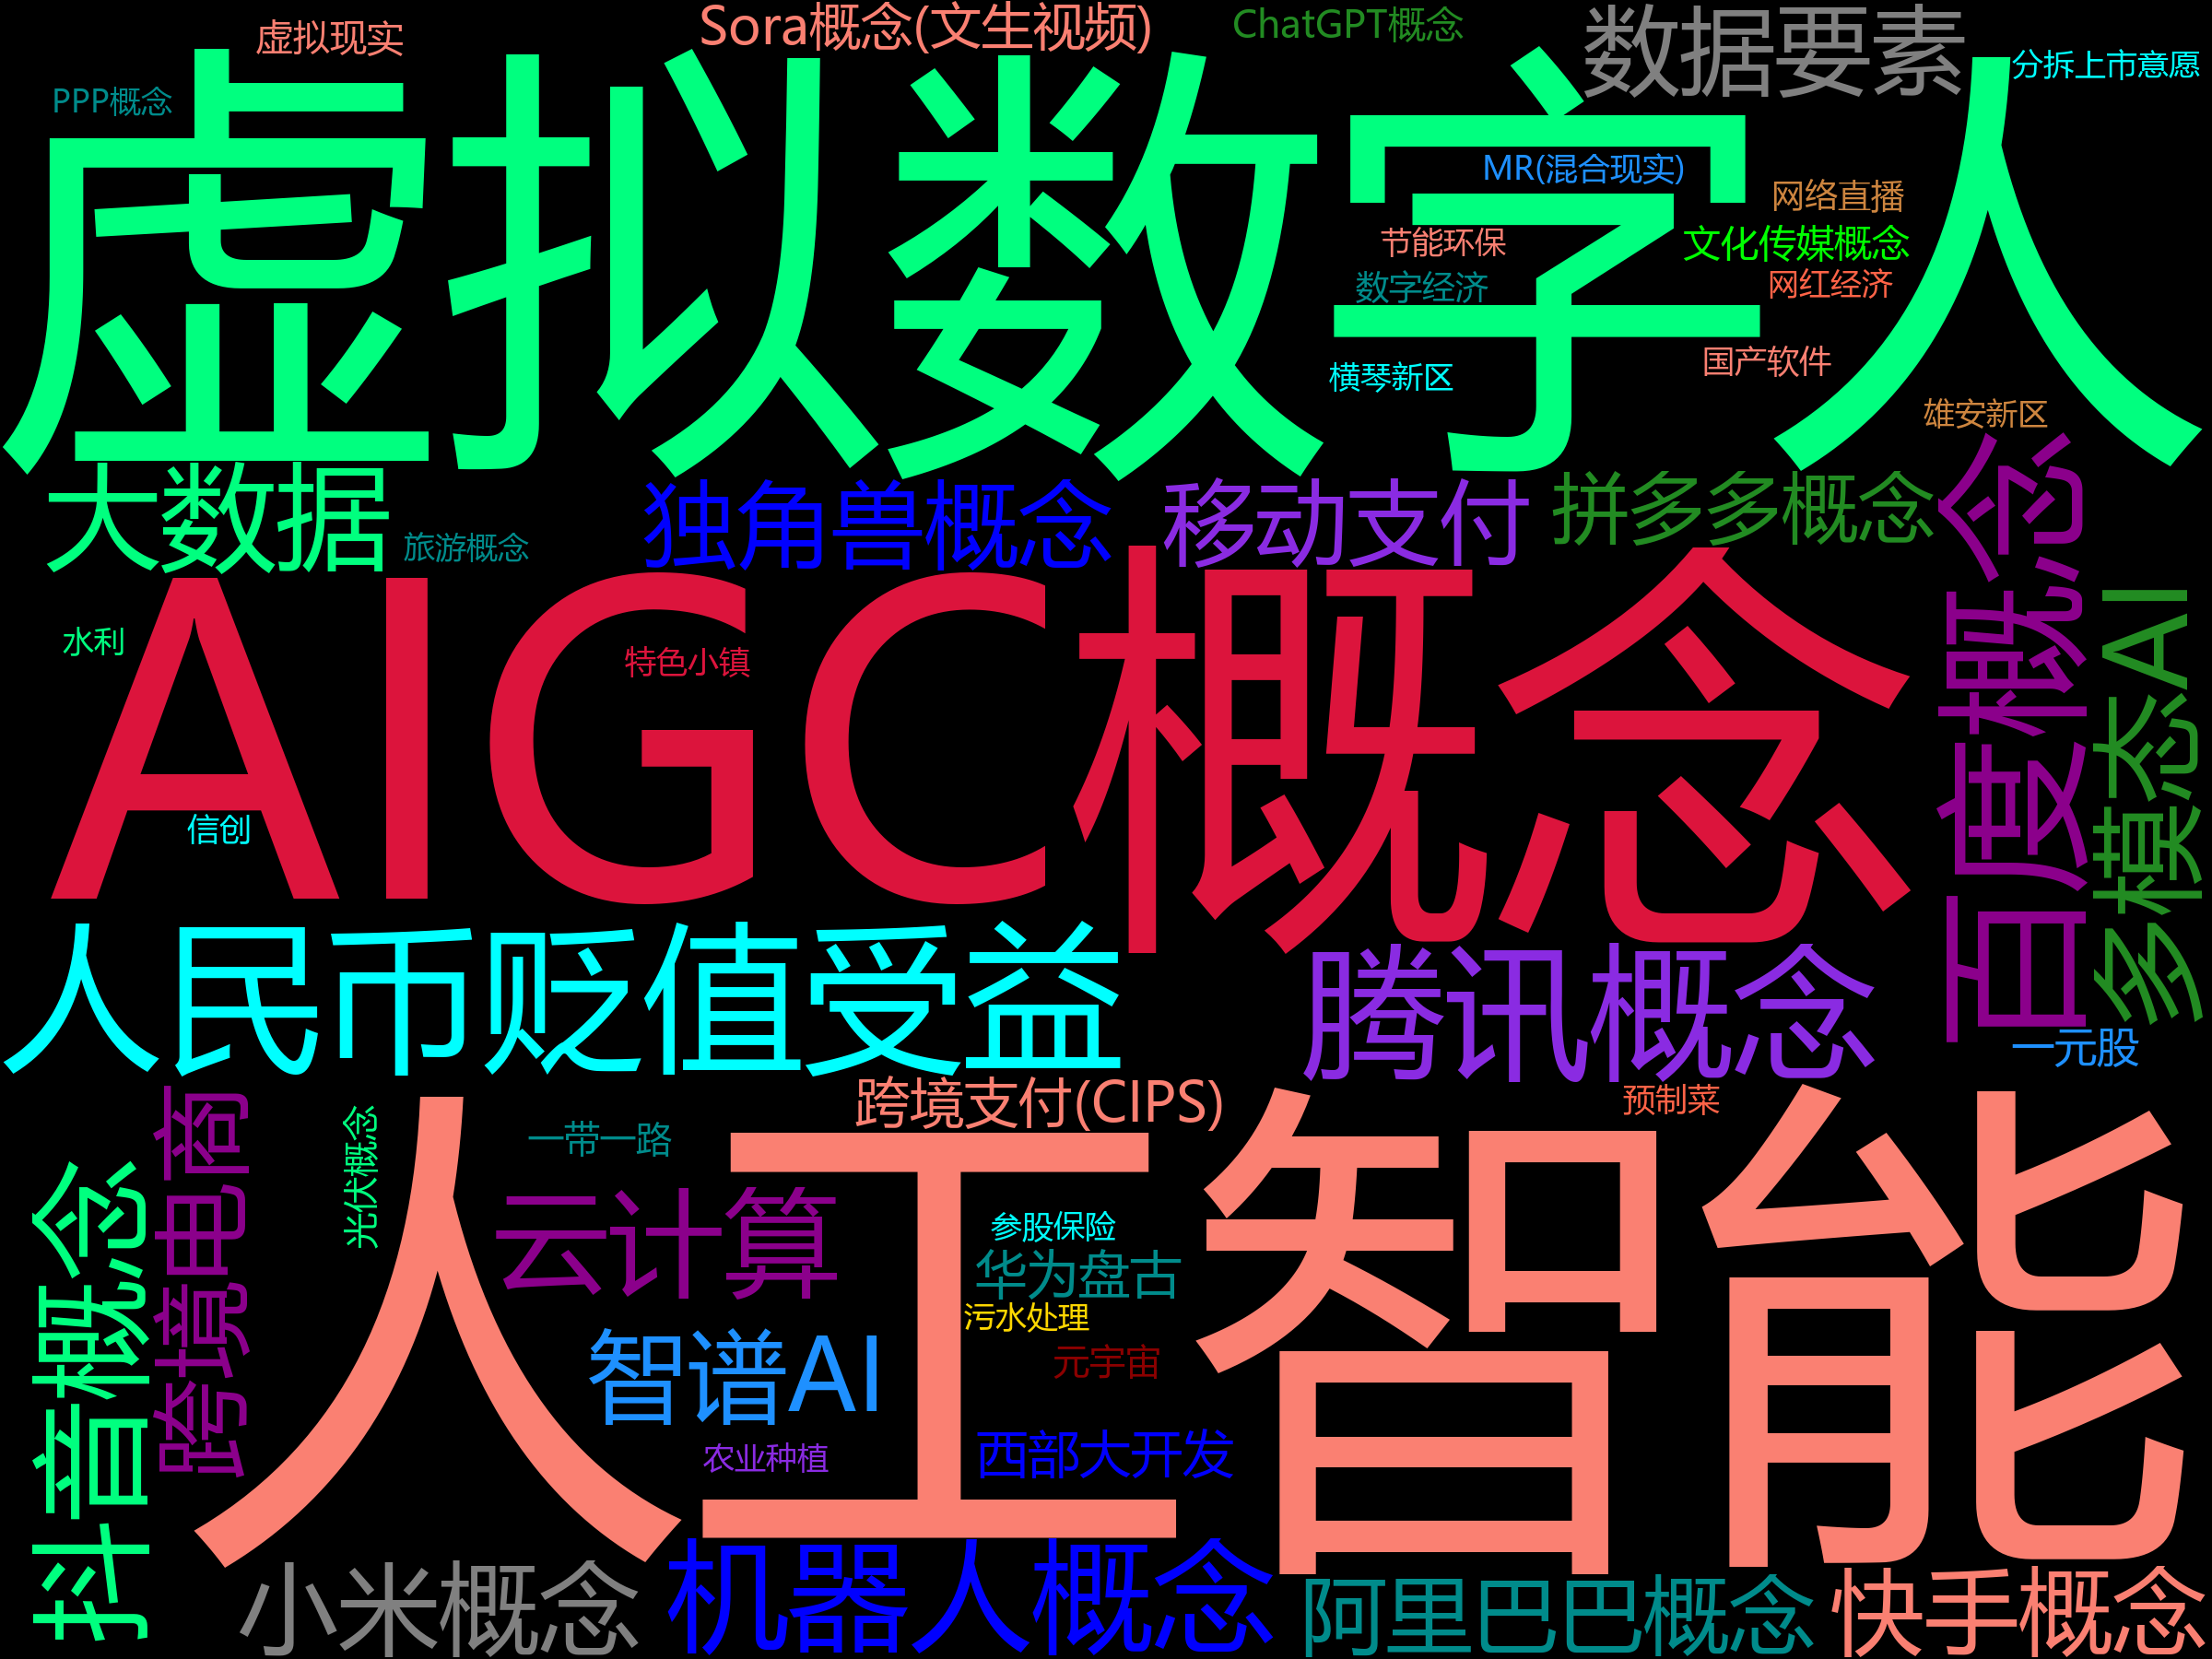 虚拟现实
Sora概念(文生视频)
ChatGPT概念
数据要素
分拆上市意愿
PPP概念
虚拟数字人
MR(混合现实)
网络直播
节能环保
文化传媒概念
数字经济
网红经济
横琴新区
国产软件
雄安新区
大数据
旅游概念
独角兽概念
移动支付
拼多多概念
百度概念
多模态AI
水利
特色小镇
AIGC概念
信创
人民币贬值受益
腾讯概念
一元股
跨境支付(CIPS)
预制菜
抖音概念
跨境电商
光伏概念
一带一路
人工智能
云计算
参股保险
华为盘古
污水处理
智谱AI
元宇宙
农业种植
西部大开发
小米概念
机器人概念
阿里巴巴概念
快手概念